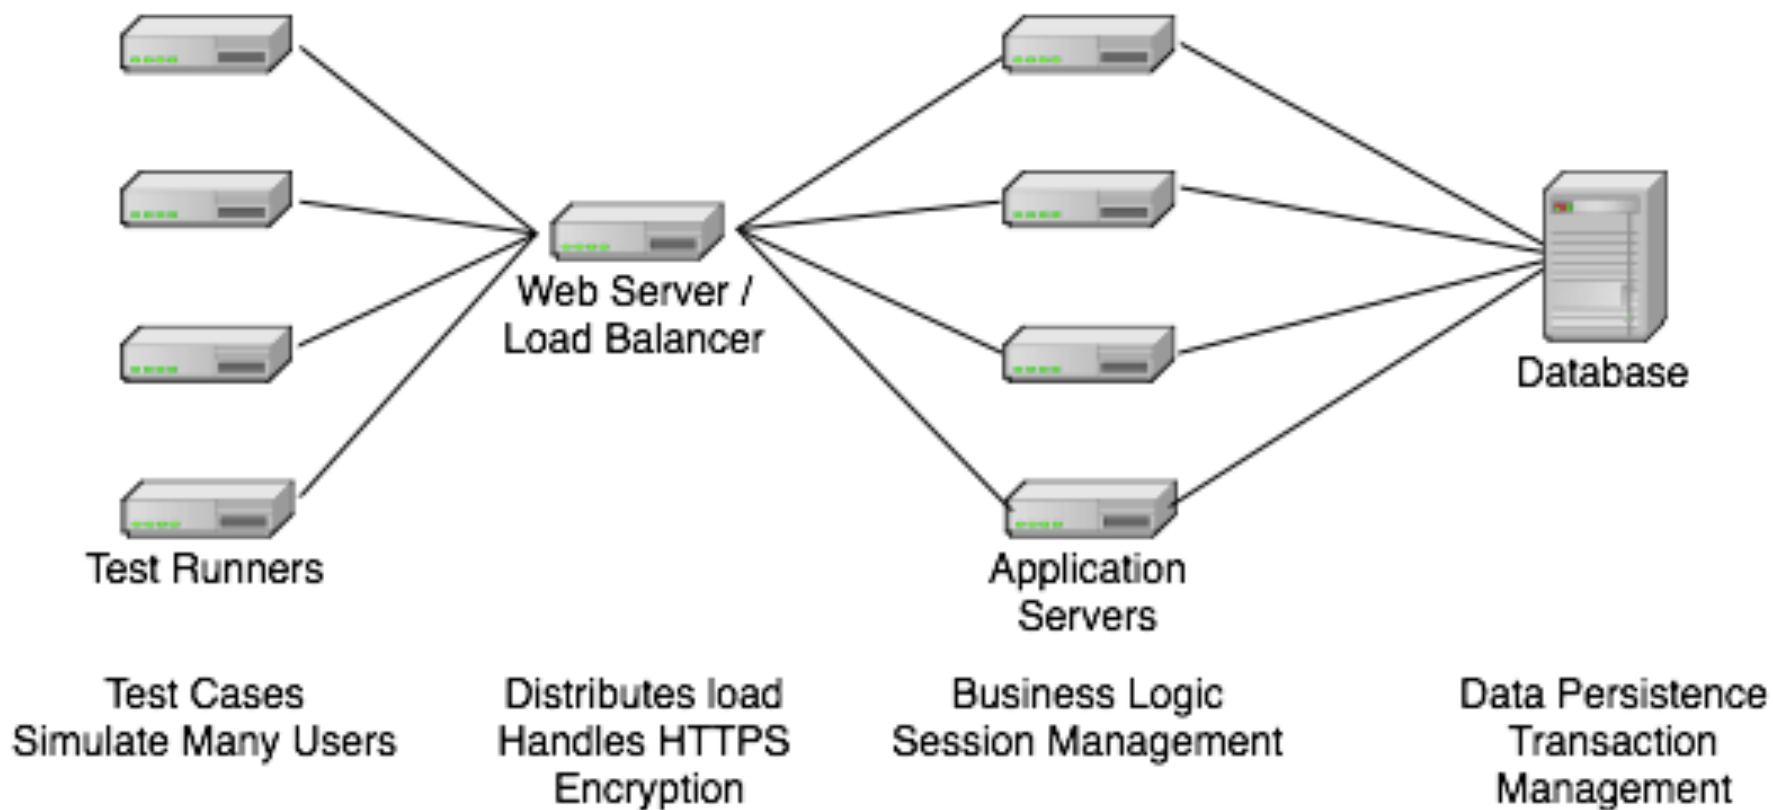 Web Server /
Load Balancer
Database
Test Runners
Application
Servers
Test Cases
Simulate Many Users
Distributes load
Handles HTTPS
Encryption
Business Logic
Session Management
Data Persistence
Transaction
Management